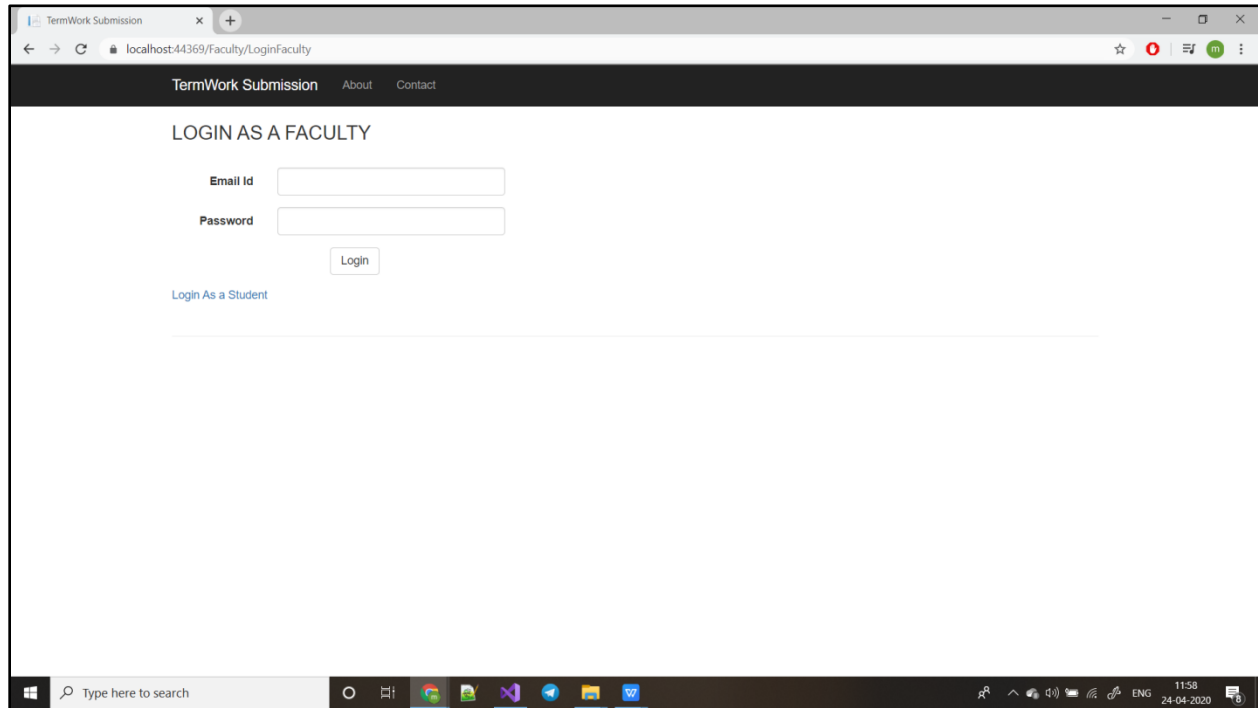 TermWork Submission
localhost:44369/Faculty/LoginFaculty
m
TermWork Submission About Contact
LOGIN AS A FACULTY
Email Id
Password
Login
Login As a Student
Type here to search
W
ENG
11:58
24-04-2020
8